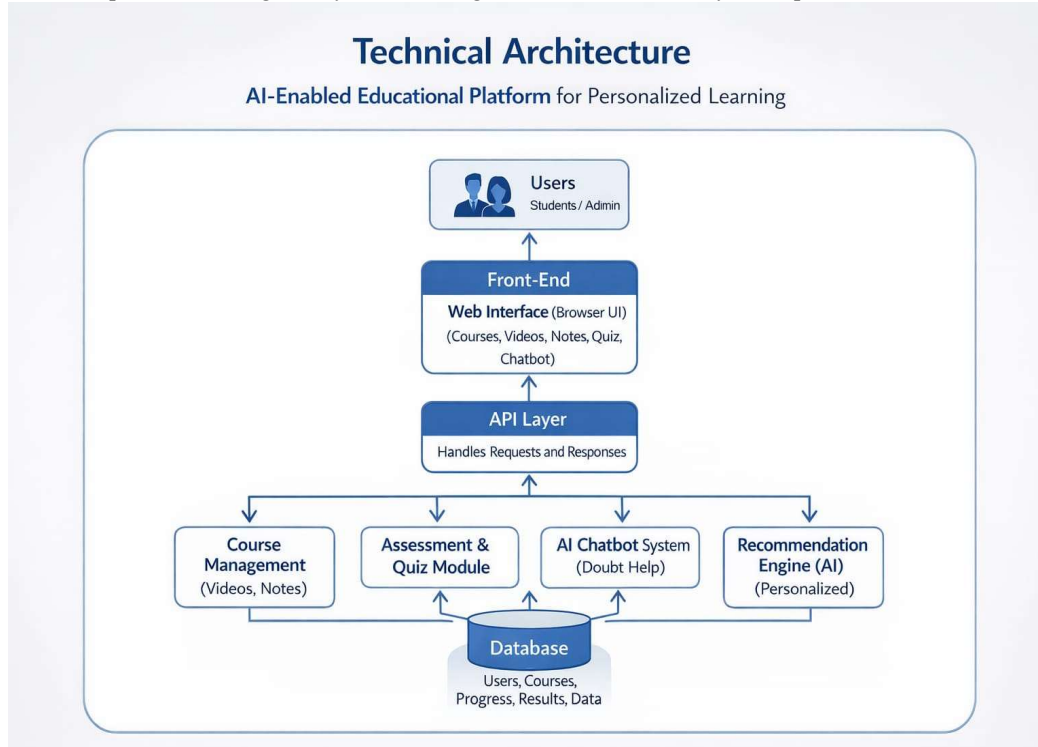 Technical Architecture
AI-Enabled Educational Platform for Personalized Learning
Users
Students / Admin
Front-End
Web Interface (Browser UI)
(Courses, Videos, Notes, Quiz,
Chatbot)
API Layer
Handles Requests and Responses
Course
Management
(Videos, Notes)
Assessment &
Quiz Module
AI Chatbot System
(Doubt Help)
Recommendation
Engine (AI)
(Personalized)
Database
Users, Courses,
Progress, Results, Data